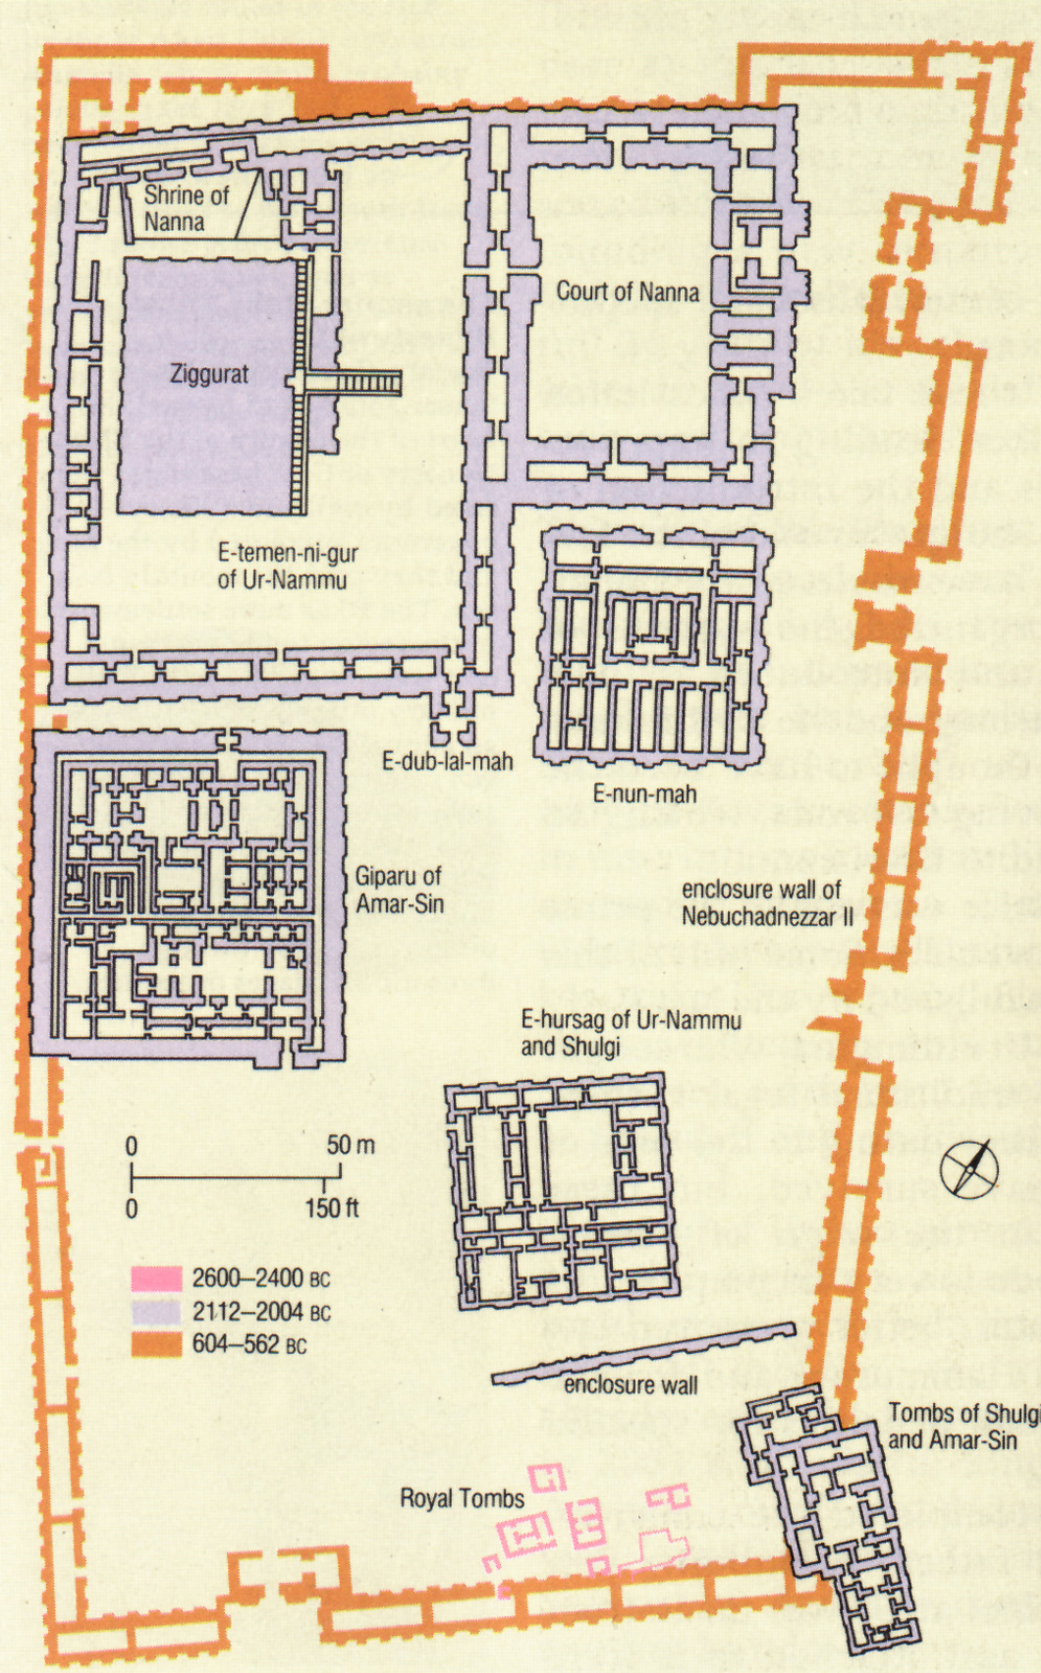 Shrine of
Nanna
Court of Nanna
Ziggurat
E-temen-ni-gur
of Ur-Nammu
E-dub-lal-mah
E-nun-mah
Giparu of
Amar-Sin
enclosure wall of
Nebuchadnezzar II
E-hursag of Ur-Nammu
and Shulgi
0 50 m
0 150 ft
2600–2400 BC
2112–2004 BC
604–562 BC
enclosure wall
Tombs of Shulgi
and Amar-Sin
Royal Tombs